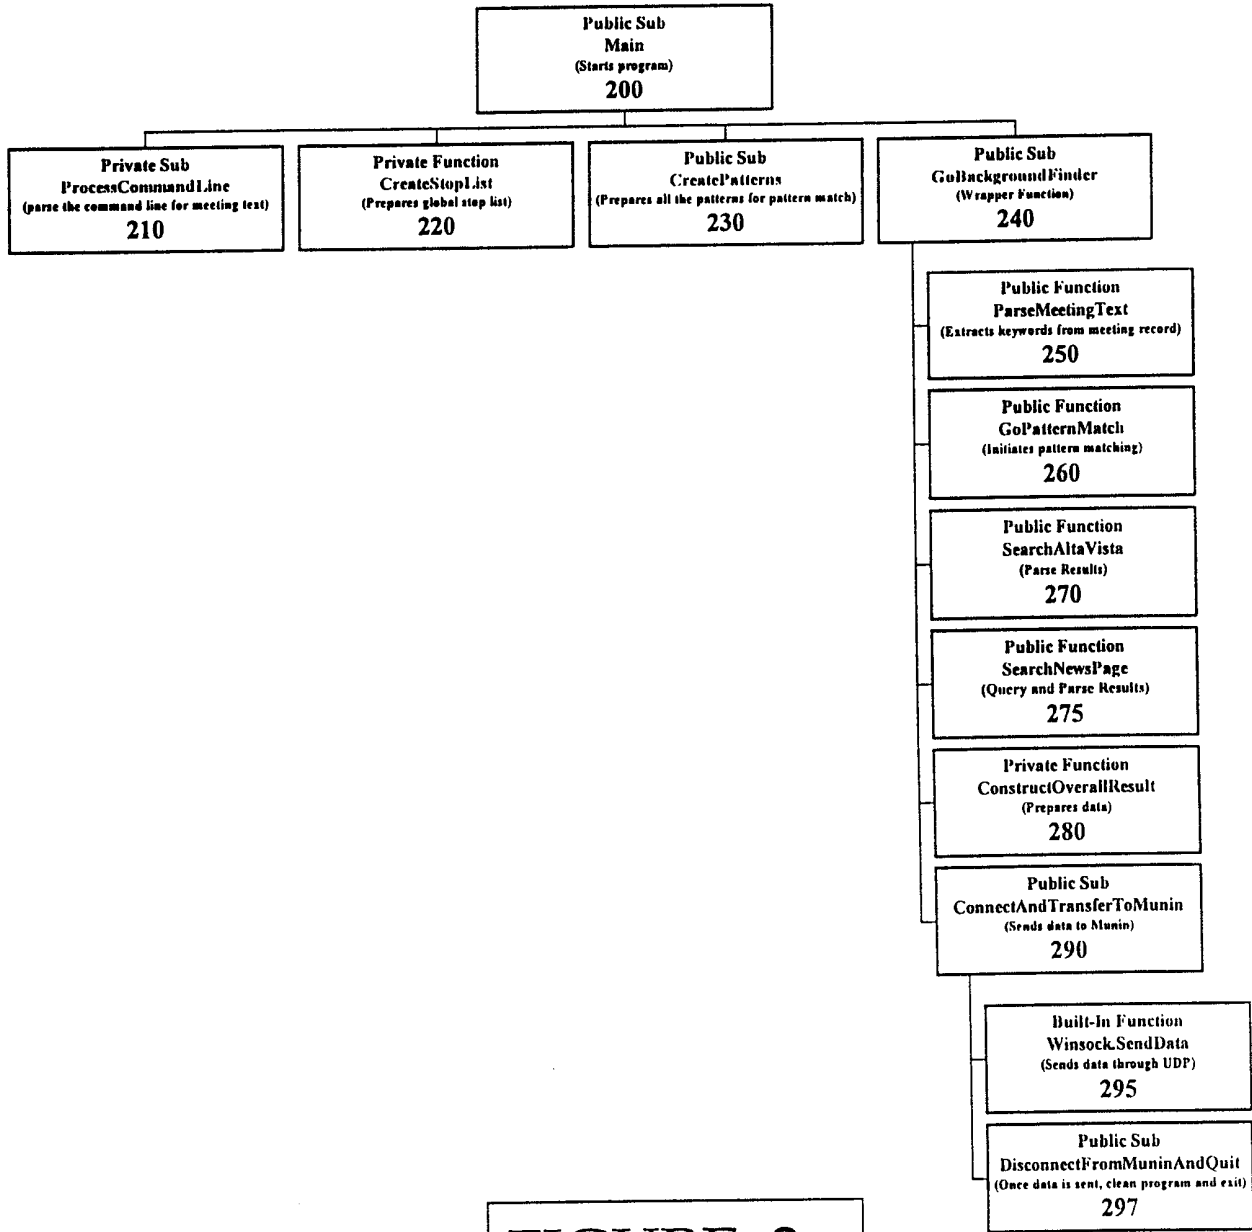 Public Sub
Main
(Starts program)
200
Private Sub
ProcessCommandLine
(parse the command line for meeting text)
210
Private Function
CreateStopList
(Prepares global stop list)
220
Public Sub
CreatePatterns
(Prepares all the patterns for pattern match)
230
Public Sub
GoBackgroundFinder
(Wrapper Function)
240
Public Function
ParseMeetingText
(Extracts keywords from meeting record)
250
Public Function
GoPatternMatch
(Initiates pattern matching)
260
Public Function
SearchAltaVista
(Parse Results)
270
Public Function
SearchNewsPage
(Query and Parse Results)
275
Private Function
ConstructOverallResult
(Prepares data)
280
Public Sub
ConnectAndTransferToMunin
(Sends data to Munin)
290
Built-In Function
Winsock.SendData
(Sends data through UDP)
295
Public Sub
DisconnectFromMuninAndQuit
(Once data is sent, clean program and exit)
297
FIGURE 2